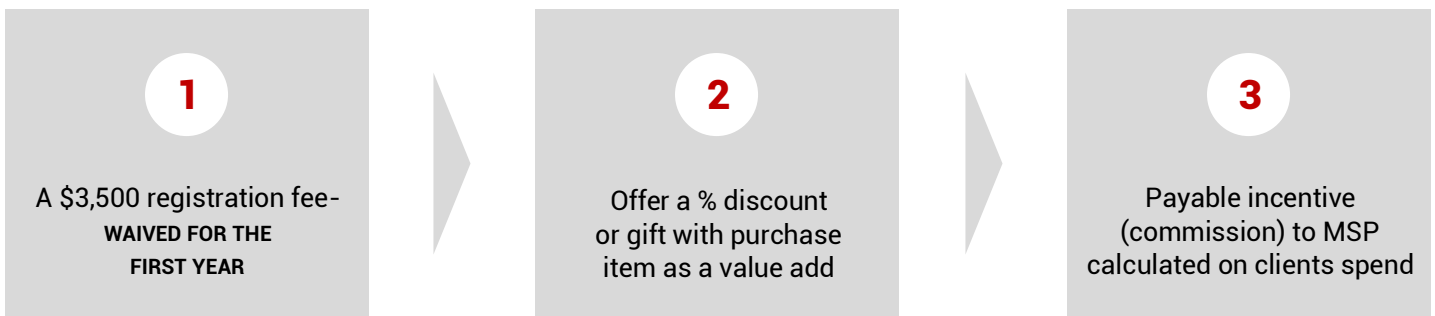 1
A $3,500 registration fee-
WAIVED FOR THE
FIRST YEAR
2
Offer a % discount
or gift with purchase
item as a value add
3
Payable incentive
(commission) to MSP
calculated on clients spend